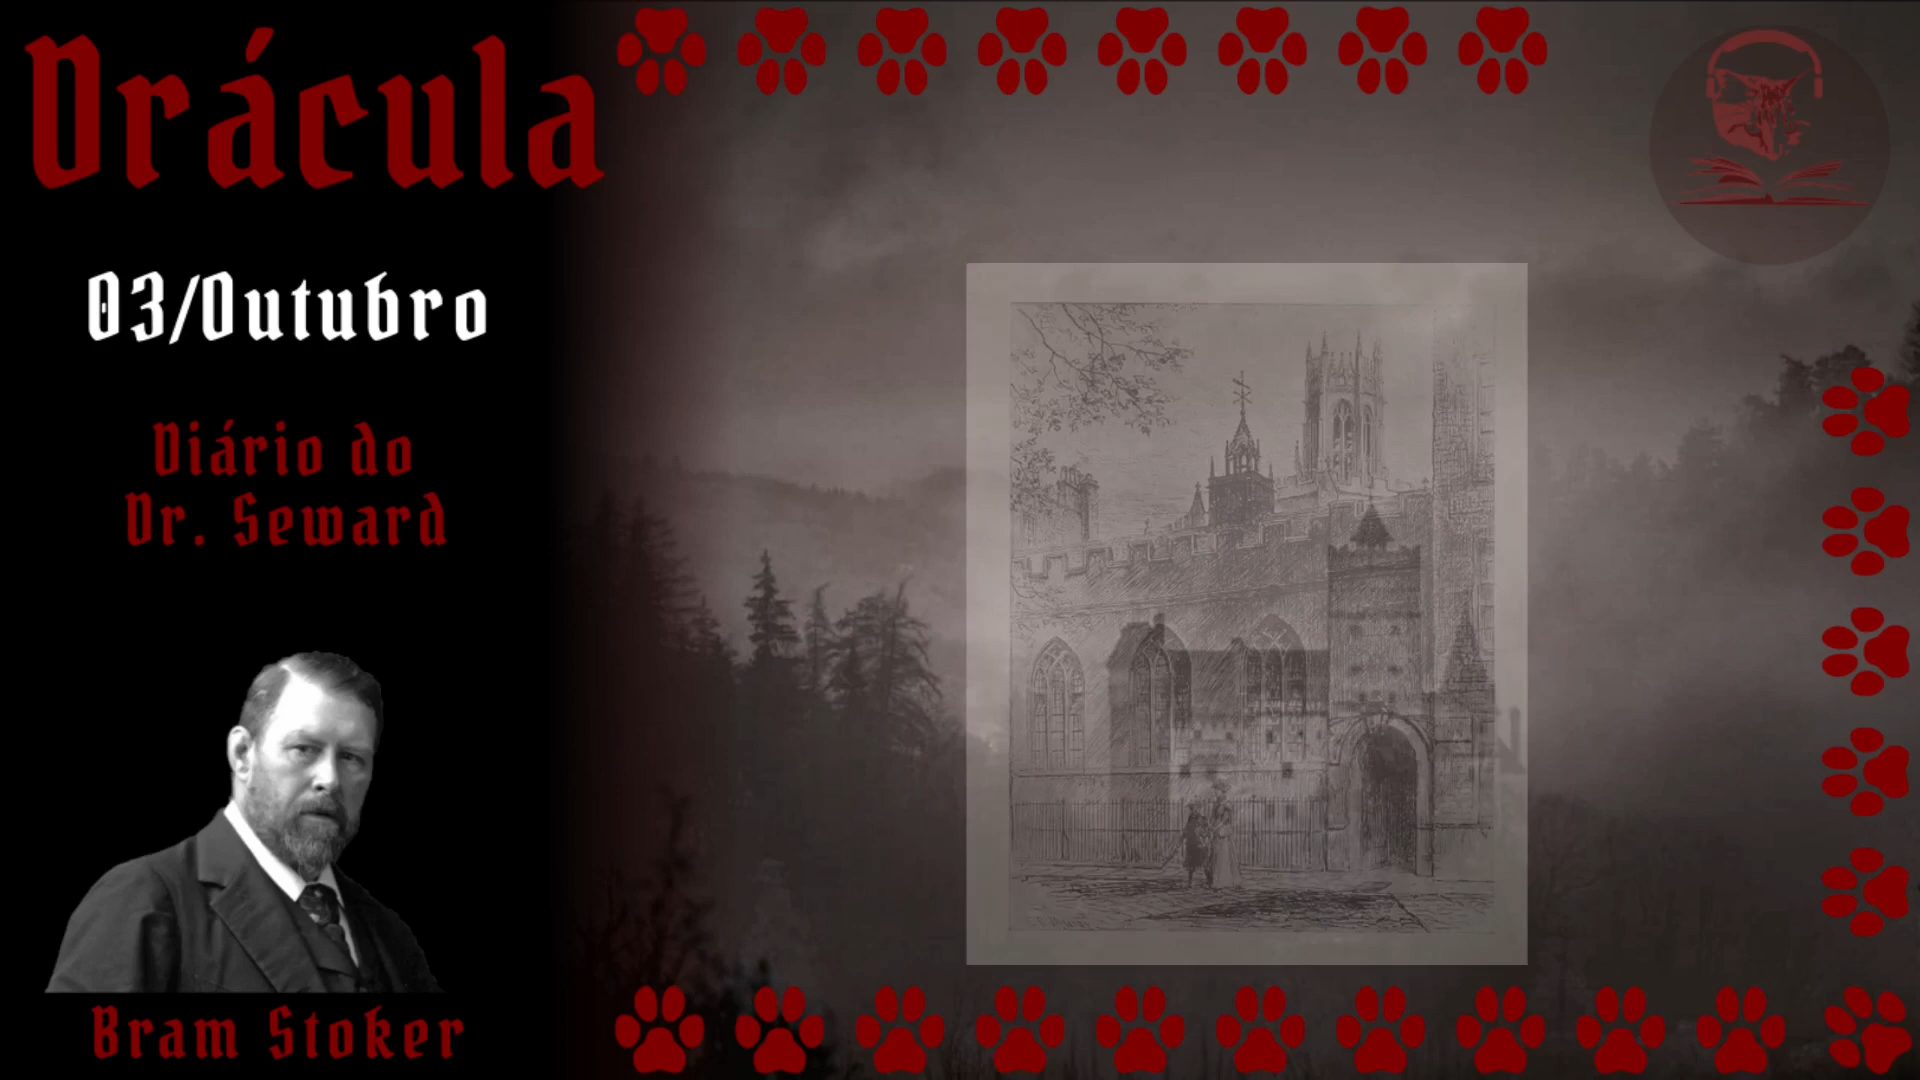 Drácula
03/Outubro
Diário do
Dr. Seward
Bram Stoker